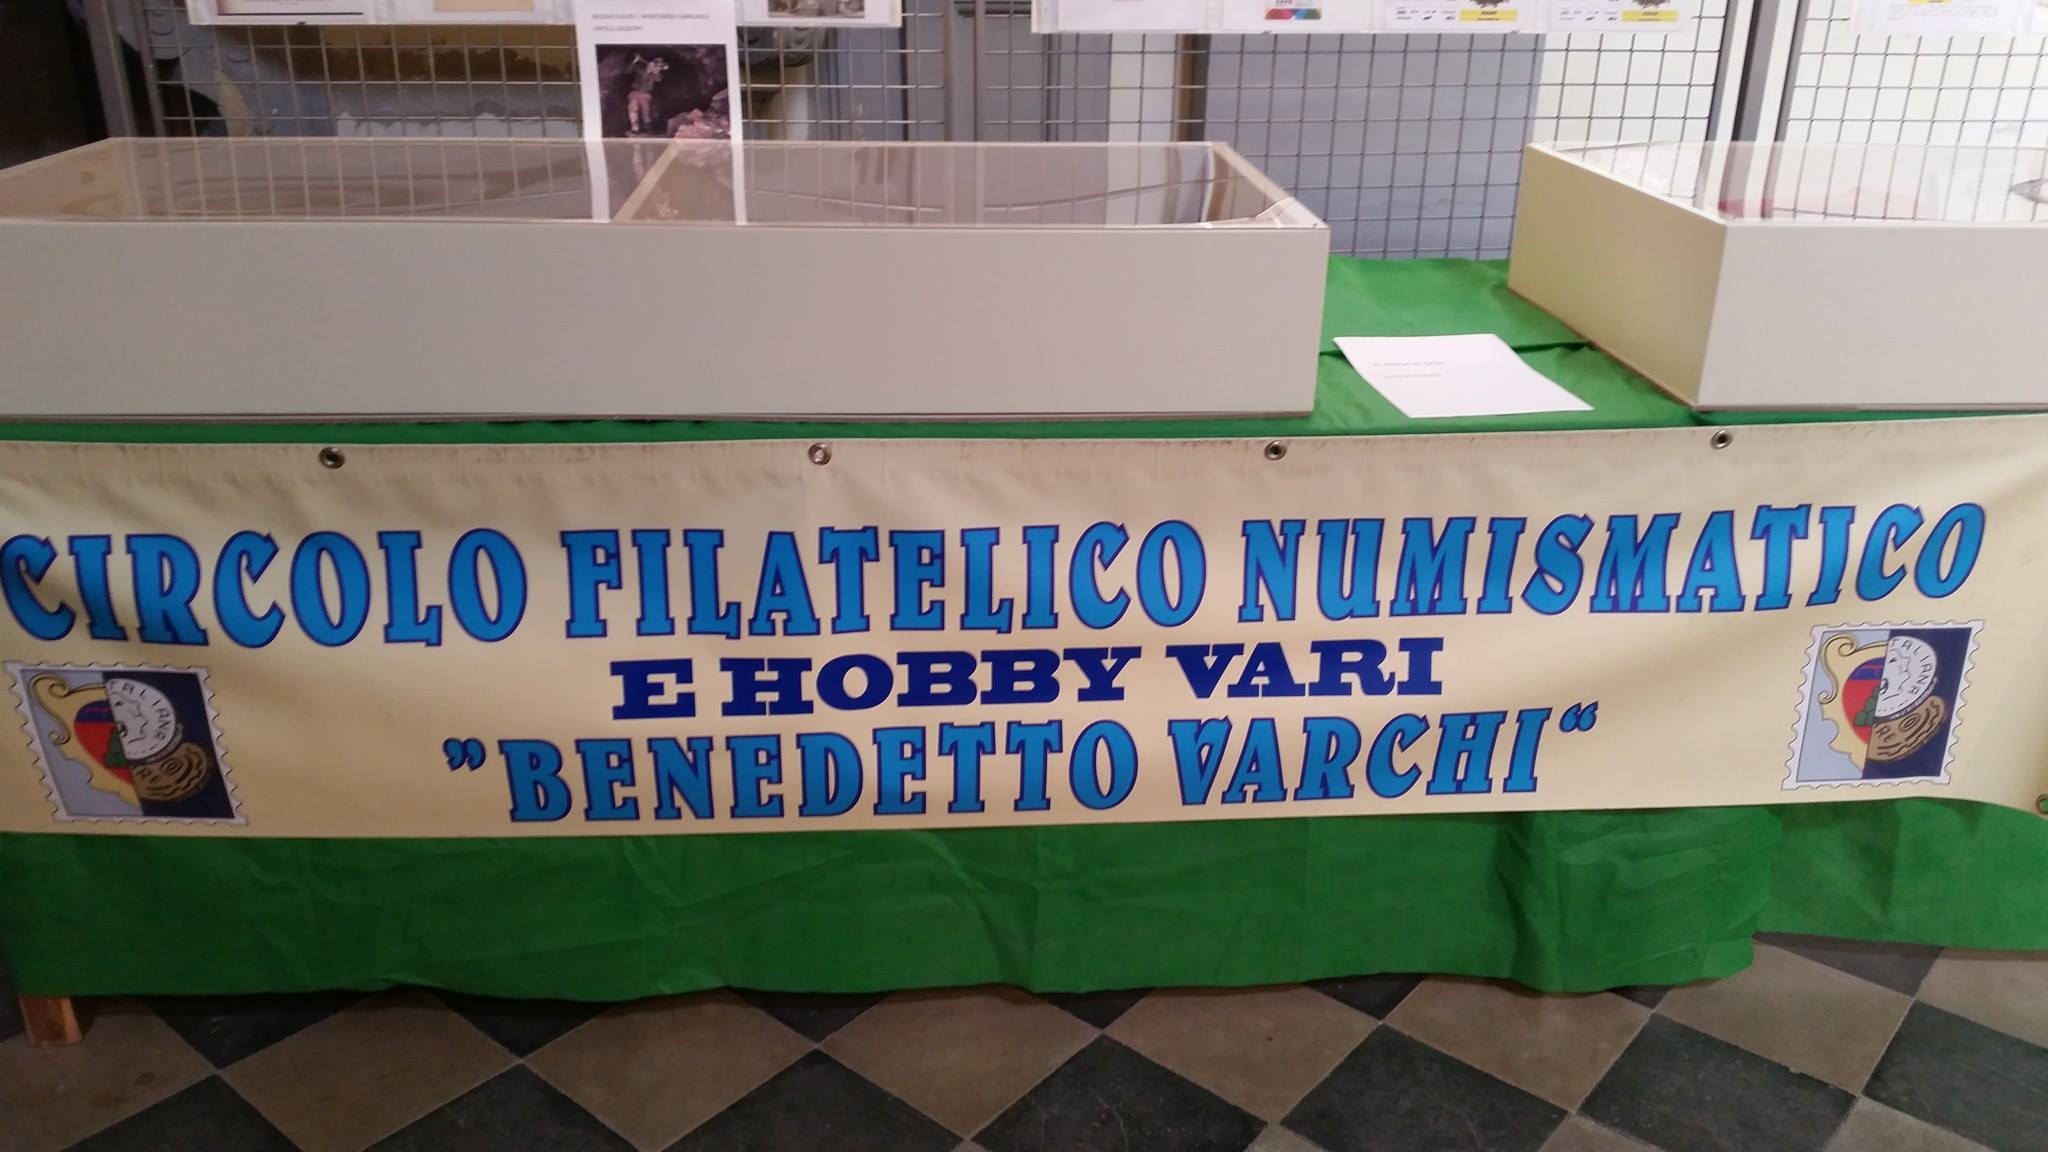 CIRCOLO FILATELICO NUMISMATICO
E HOBBY VARI
"BENEDETTO VARCHI"